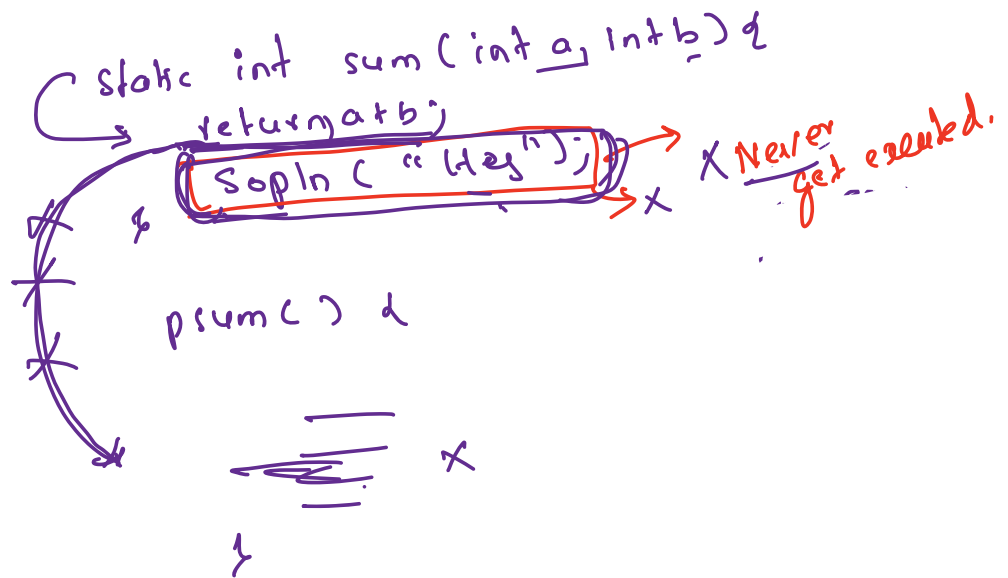 static int sum(int a, int b) {
return a+b;
Sopln ( "Hey");
X Never
get executed.
X
}
psum() {
X
}